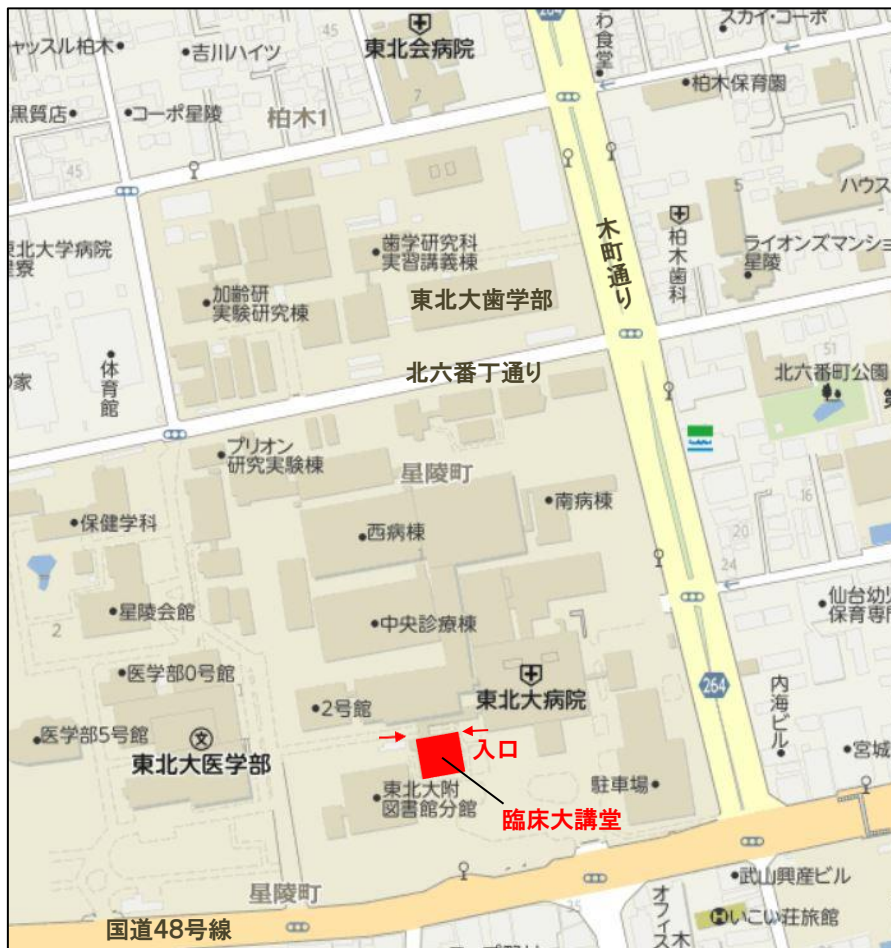 264
わ食堂
スカイ・コーポ
ャッスル柏木
吉川ハイツ
45
東北会病院
7
柏木保育園
黒質店
コーポ星陵
柏木1
45
5
ハウス
東北大学病院
歯学研究科
実習講義棟
木町通り
柏木歯科
ライオンズマンショ
星陵
加齢研
実験研究棟
東北大歯学部
の家
体育館
北六番丁通り
51
北六番町公園
プリオン
研究実験棟
星陵町
南病棟
16
保健学科
西病棟
1
20
24
2
星陵会館
中央診療棟
仙台幼児
保育専門
医学部0号館
1
東北大病院
264
内海ビル
2号館
医学部5号館
文
東北大医学部
入口
宮城
東北大附
図書館分館
駐車場
臨床大講堂
星陵町
武山興産ビル
35
オフィス
木
H
いこい荘旅館
国道48号線